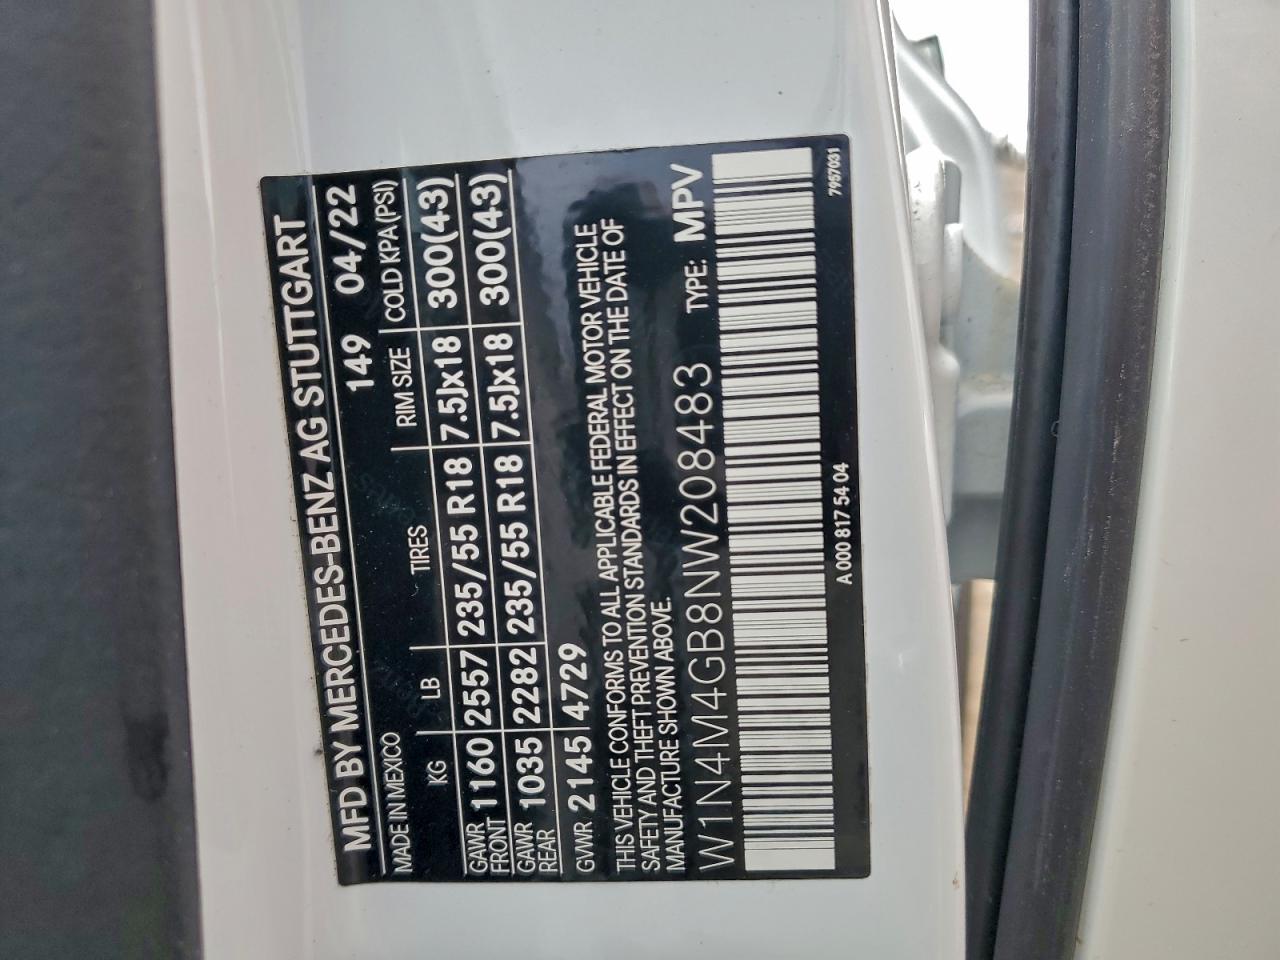 MFD BY MERCEDES-BENZ AG STUTTGART
MADE IN MEXICO 149 04/22
KG LB TIRES RIM SIZE COLD KPA(PSI)
GAWR FRONT 1160 2557 235/55 R18 7.5Jx18 300(43)
GAWR REAR 1035 2282 235/55 R18 7.5Jx18 300(43)
GVWR 2145 4729
THIS VEHICLE CONFORMS TO ALL APPLICABLE FEDERAL MOTOR VEHICLE
SAFETY AND THEFT PREVENTION STANDARDS IN EFFECT ON THE DATE OF
MANUFACTURE SHOWN ABOVE.
W1N4M4GB8NW208483 TYPE: MPV
A 000 817 54 04 7957031